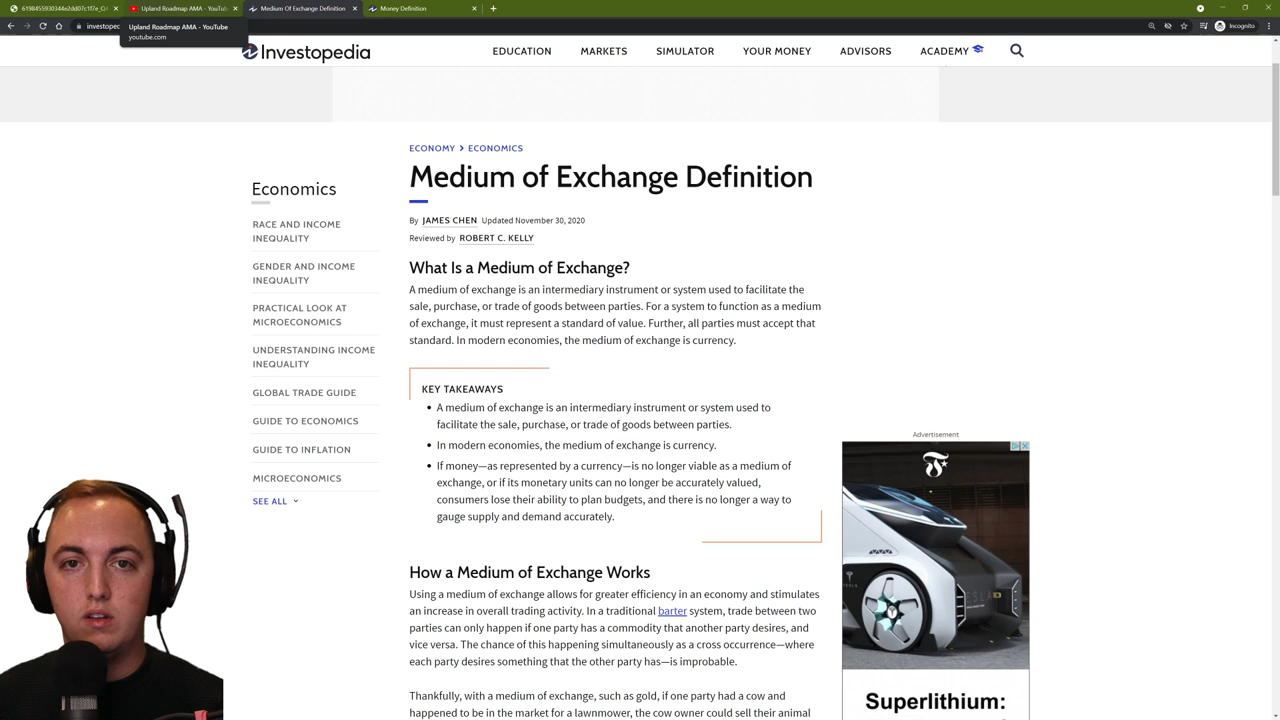 6198455930344e2dd07c1f7e_Cr
Upland Roadmap AMA - YouTu
Medium Of Exchange Definition
Money Definition
investoped
Incognito
Upland Roadmap AMA - YouTube
youtube.com
Investopedia
EDUCATION
MARKETS
SIMULATOR
YOUR MONEY
ADVISORS
ACADEMY
ECONOMY > ECONOMICS
Medium of Exchange Definition
By JAMES CHEN Updated November 30, 2020
Reviewed by ROBERT C. KELLY
Economics
RACE AND INCOME
INEQUALITY
GENDER AND INCOME
INEQUALITY
PRACTICAL LOOK AT
MICROECONOMICS
UNDERSTANDING INCOME
INEQUALITY
GLOBAL TRADE GUIDE
GUIDE TO ECONOMICS
GUIDE TO INFLATION
MICROECONOMICS
SEE ALL
What Is a Medium of Exchange?
A medium of exchange is an intermediary instrument or system used to facilitate the
sale, purchase, or trade of goods between parties. For a system to function as a medium
of exchange, it must represent a standard of value. Further, all parties must accept that
standard. In modern economies, the medium of exchange is currency.
KEY TAKEAWAYS
• A medium of exchange is an intermediary instrument or system used to
facilitate the sale, purchase, or trade of goods between parties.
• In modern economies, the medium of exchange is currency.
• If money—as represented by a currency—is no longer viable as a medium of
exchange, or if its monetary units can no longer be accurately valued,
consumers lose their ability to plan budgets, and there is no longer a way to
gauge supply and demand accurately.
How a Medium of Exchange Works
Using a medium of exchange allows for greater efficiency in an economy and stimulates
an increase in overall trading activity. In a traditional barter system, trade between two
parties can only happen if one party has a commodity that another party desires, and
vice versa. The chance of this happening simultaneously as a cross occurrence—where
each party desires something that the other party has—is improbable.
Thankfully, with a medium of exchange, such as gold, if one party had a cow and
happened to be in the market for a lawnmower, the cow owner could sell their animal
Advertisement
Superlithium: